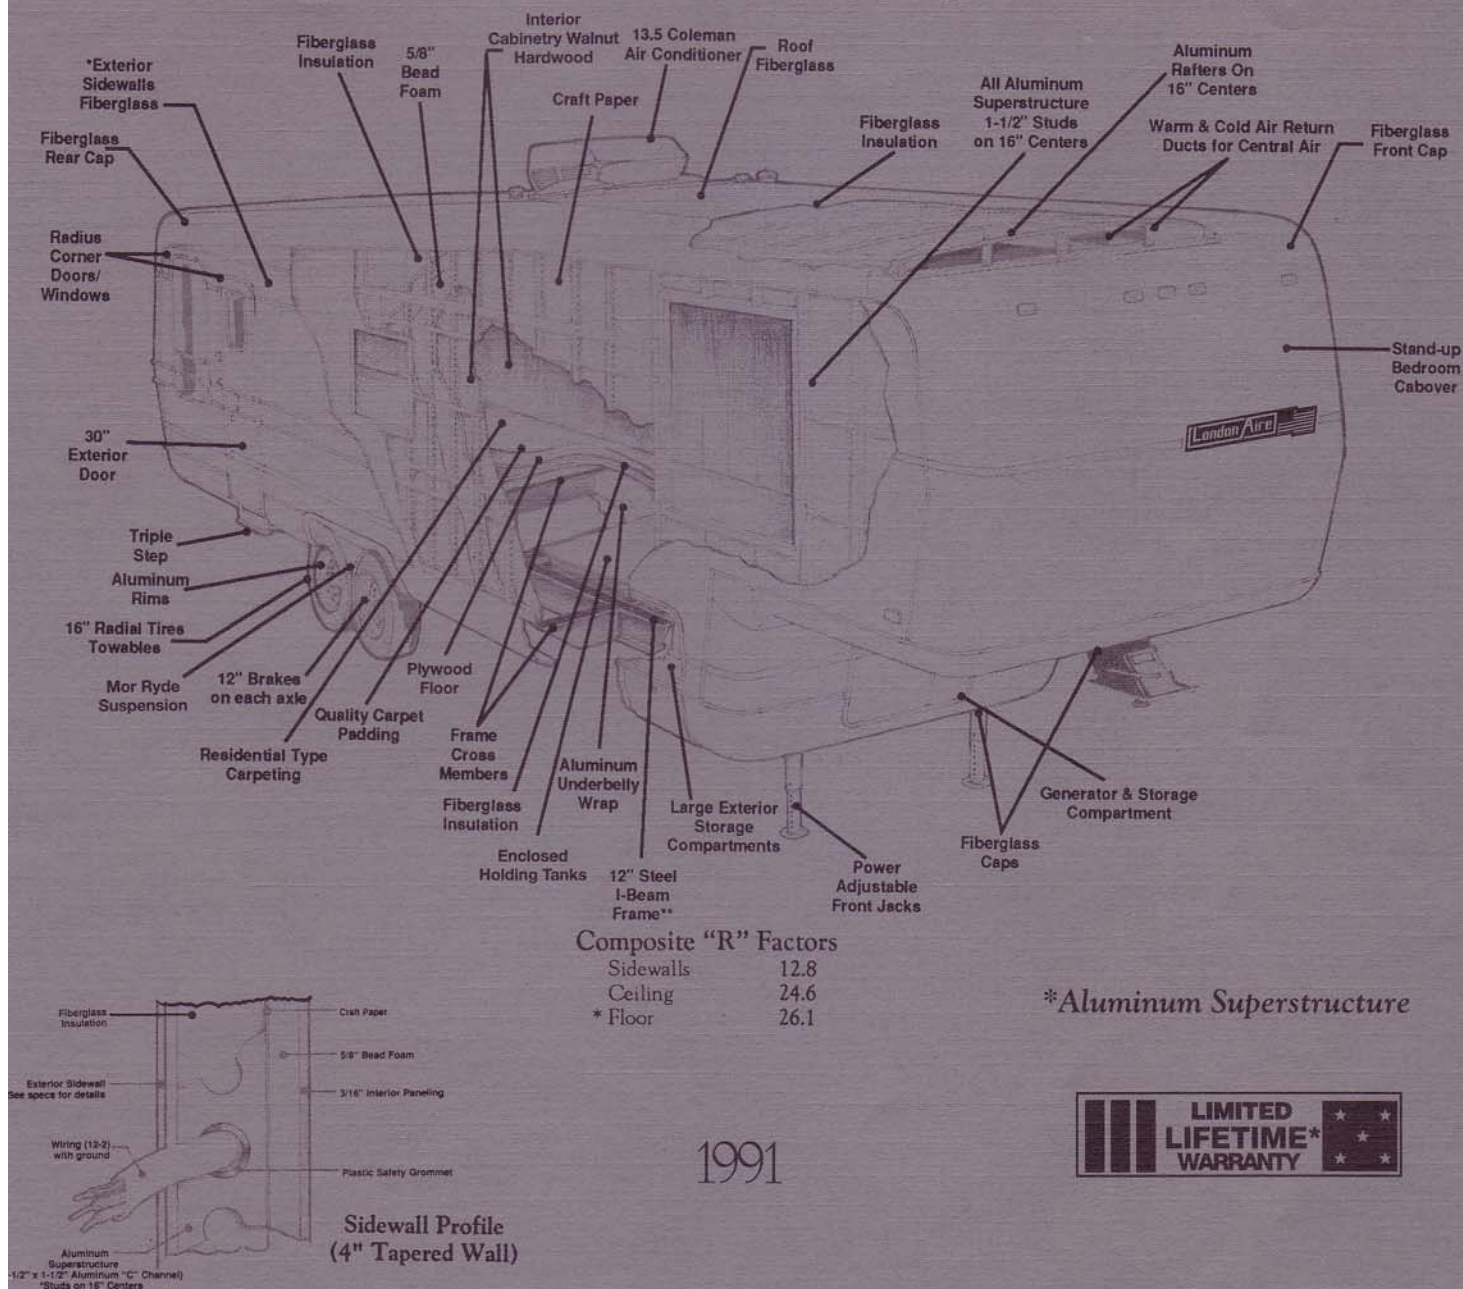 Interior
Cabinetry Walnut
Hardwood
13.5 Coleman
Air Conditioner
Fiberglass
Insulation
5/8" 
Bead
Foam
Roof
Fiberglass
Aluminum
Rafters On
16" Centers
*Exterior
Sidewalls
Fiberglass
Craft Paper
All Aluminum
Superstructure
1-1/2" Studs
on 16" Centers
Fiberglass
Insulation
Warm & Cold Air Return
Ducts for Central Air
Fiberglass
Front Cap
Fiberglass
Rear Cap
Radius
Corner
Doors/
Windows
Stand-up
Bedroom
Cabover
London Aire
30"
Exterior
Door
Triple
Step
Aluminum
Rims
16" Radial Tires
Towables
Mor Ryde
Suspension
12" Brakes
on each axle
Plywood
Floor
Quality Carpet
Padding
Residential Type
Carpeting
Frame
Cross
Members
Fiberglass
Insulation
Aluminum
Underbelly
Wrap
Enclosed
Holding Tanks
12" Steel
I-Beam
Frame**
Large Exterior
Storage
Compartments
Power
Adjustable
Front Jacks
Generator & Storage
Compartment
Fiberglass
Caps
Composite “R” Factors
Sidewalls 12.8
Ceiling 24.6
* Floor 26.1
*Aluminum Superstructure
Fiberglass
Insulation
Craft Paper
5/8" Bead Foam
Exterior Sidewall
See specs for details
3/16" Interior Paneling
Wiring (12-2)
with ground
Plastic Safety Grommet
Aluminum
Superstructure
-1/2" x 1-1/2" Aluminum "C" Channel)
*Studs on 16" Centers
Sidewall Profile
(4" Tapered Wall)
1991
LIMITED
LIFETIME*
WARRANTY